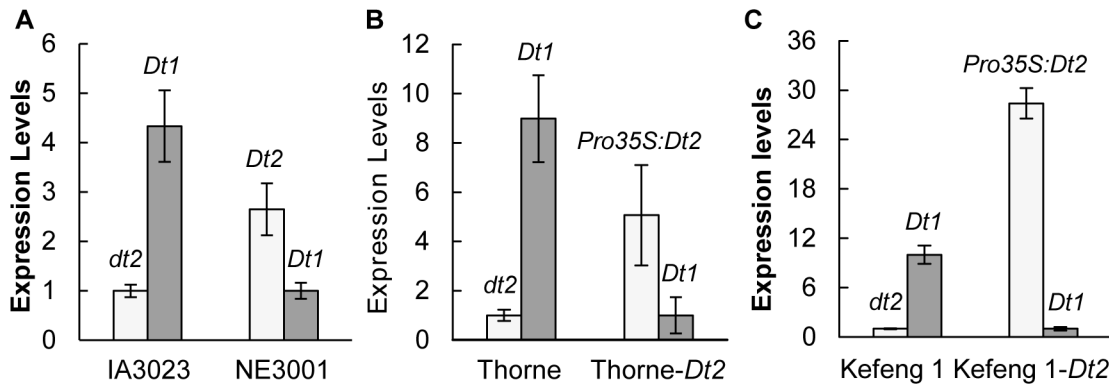 A
Expression Levels
6
5
4
3
2
1
0
dt2
Dt1
Dt2
Dt1
IA3023
NE3001
B
Expression Levels
12
10
8
6
4
2
0
dt2
Dt1
Pro35S:Dt2
Dt1
Thorne
Thorne-Dt2
C
Expression levels
36
30
24
18
12
6
0
dt2
Dt1
Pro35S:Dt2
Dt1
Kefeng 1
Kefeng 1-Dt2